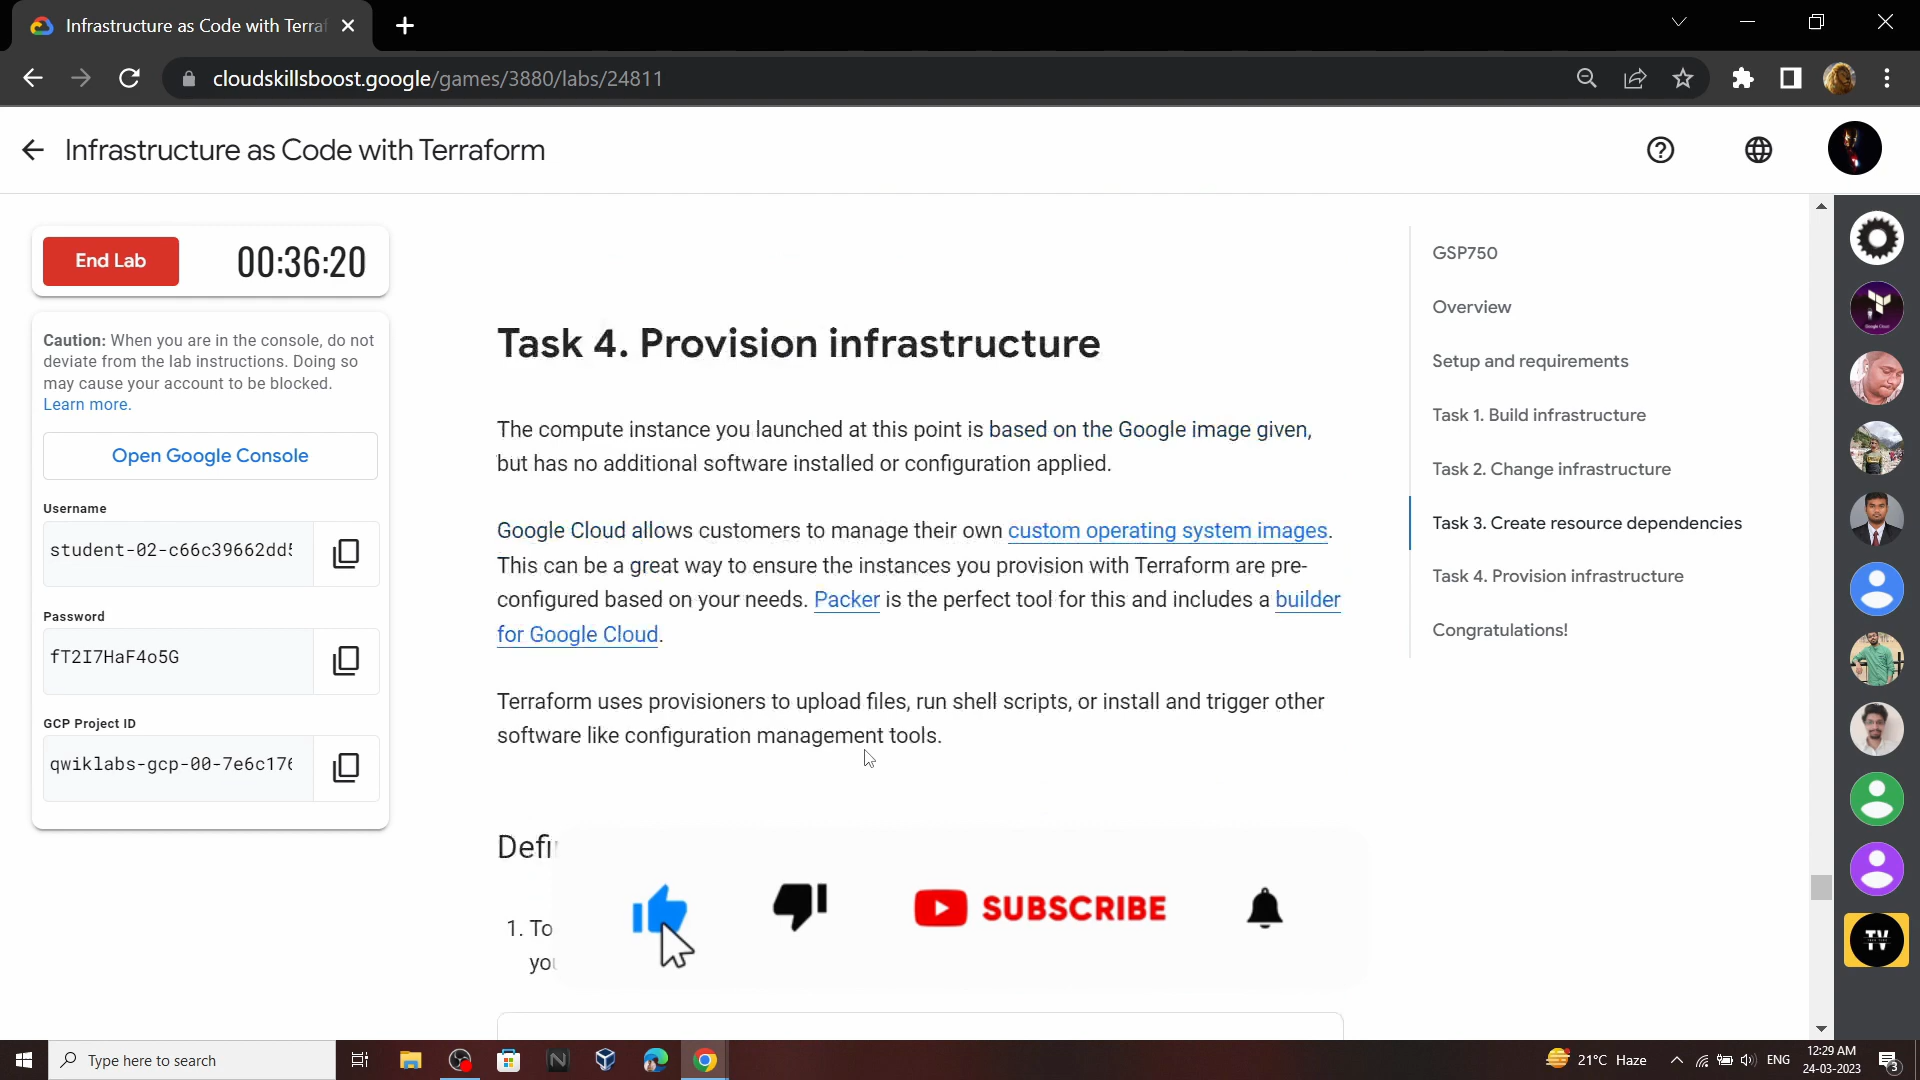 Infrastructure as Code with Terraf
cloudskillsboost.google/games/3880/labs/24811
Infrastructure as Code with Terraform
End Lab
00:36:20
Caution: When you are in the console, do not
deviate from the lab instructions. Doing so
may cause your account to be blocked.
Learn more.
Open Google Console
Username
student-02-c66c39662dd5
Password
fT2I7HaF4o5G
GCP Project ID
qwiklabs-gcp-00-7e6c176
Task 4. Provision infrastructure
The compute instance you launched at this point is based on the Google image given,
but has no additional software installed or configuration applied.
Google Cloud allows customers to manage their own custom operating system images.
This can be a great way to ensure the instances you provision with Terraform are pre-
configured based on your needs. Packer is the perfect tool for this and includes a builder
for Google Cloud.
Terraform uses provisioners to upload files, run shell scripts, or install and trigger other
software like configuration management tools.
Defi
1. To
you
SUBSCRIBE
GSP750
Overview
Setup and requirements
Task 1. Build infrastructure
Task 2. Change infrastructure
Task 3. Create resource dependencies
Task 4. Provision infrastructure
Congratulations!
Google Cloud
TV
Type here to search
21°C Haze
ENG
12:29 AM
24-03-2023
3